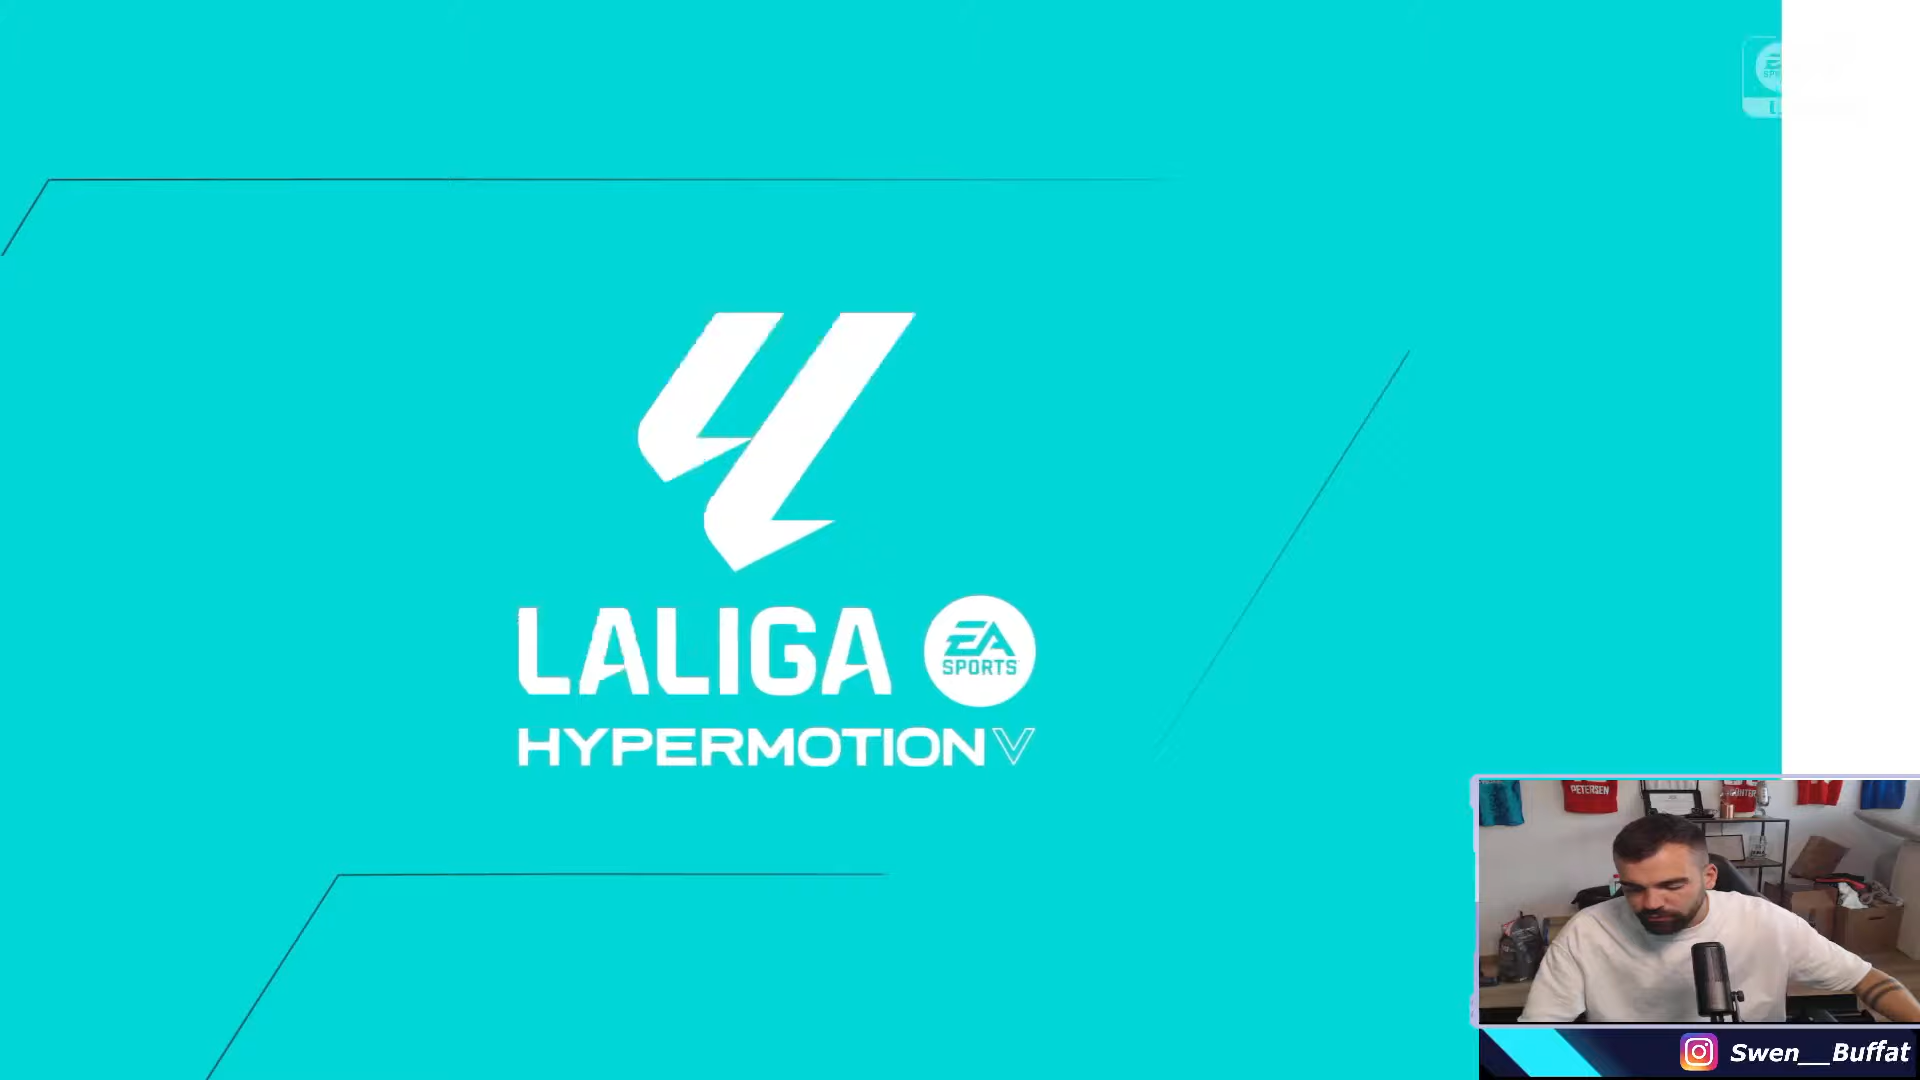 LALIGA
EA
SPORTS
HYPERMOTION V
PETERSEN
Swen__Buffat